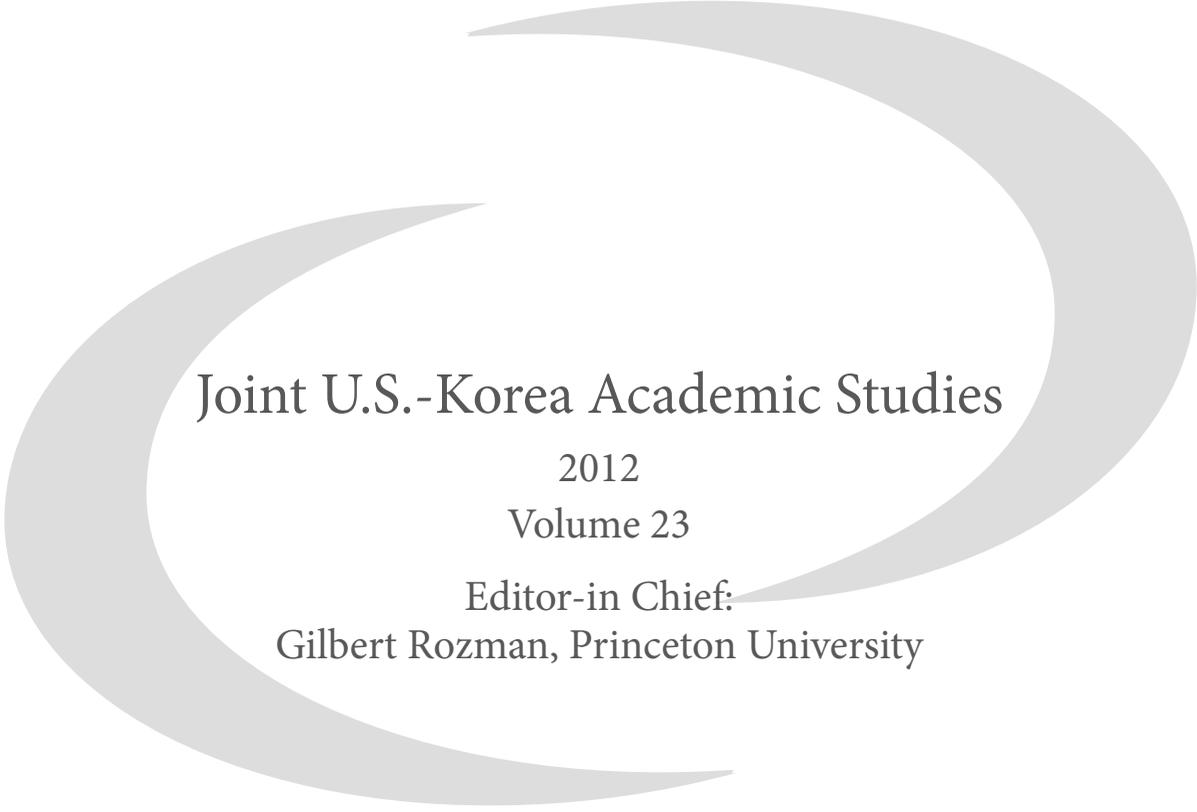 Joint U.S.-Korea Academic Studies
2012
Volume 23
Editor-in Chief:
Gilbert Rozman, Princeton University